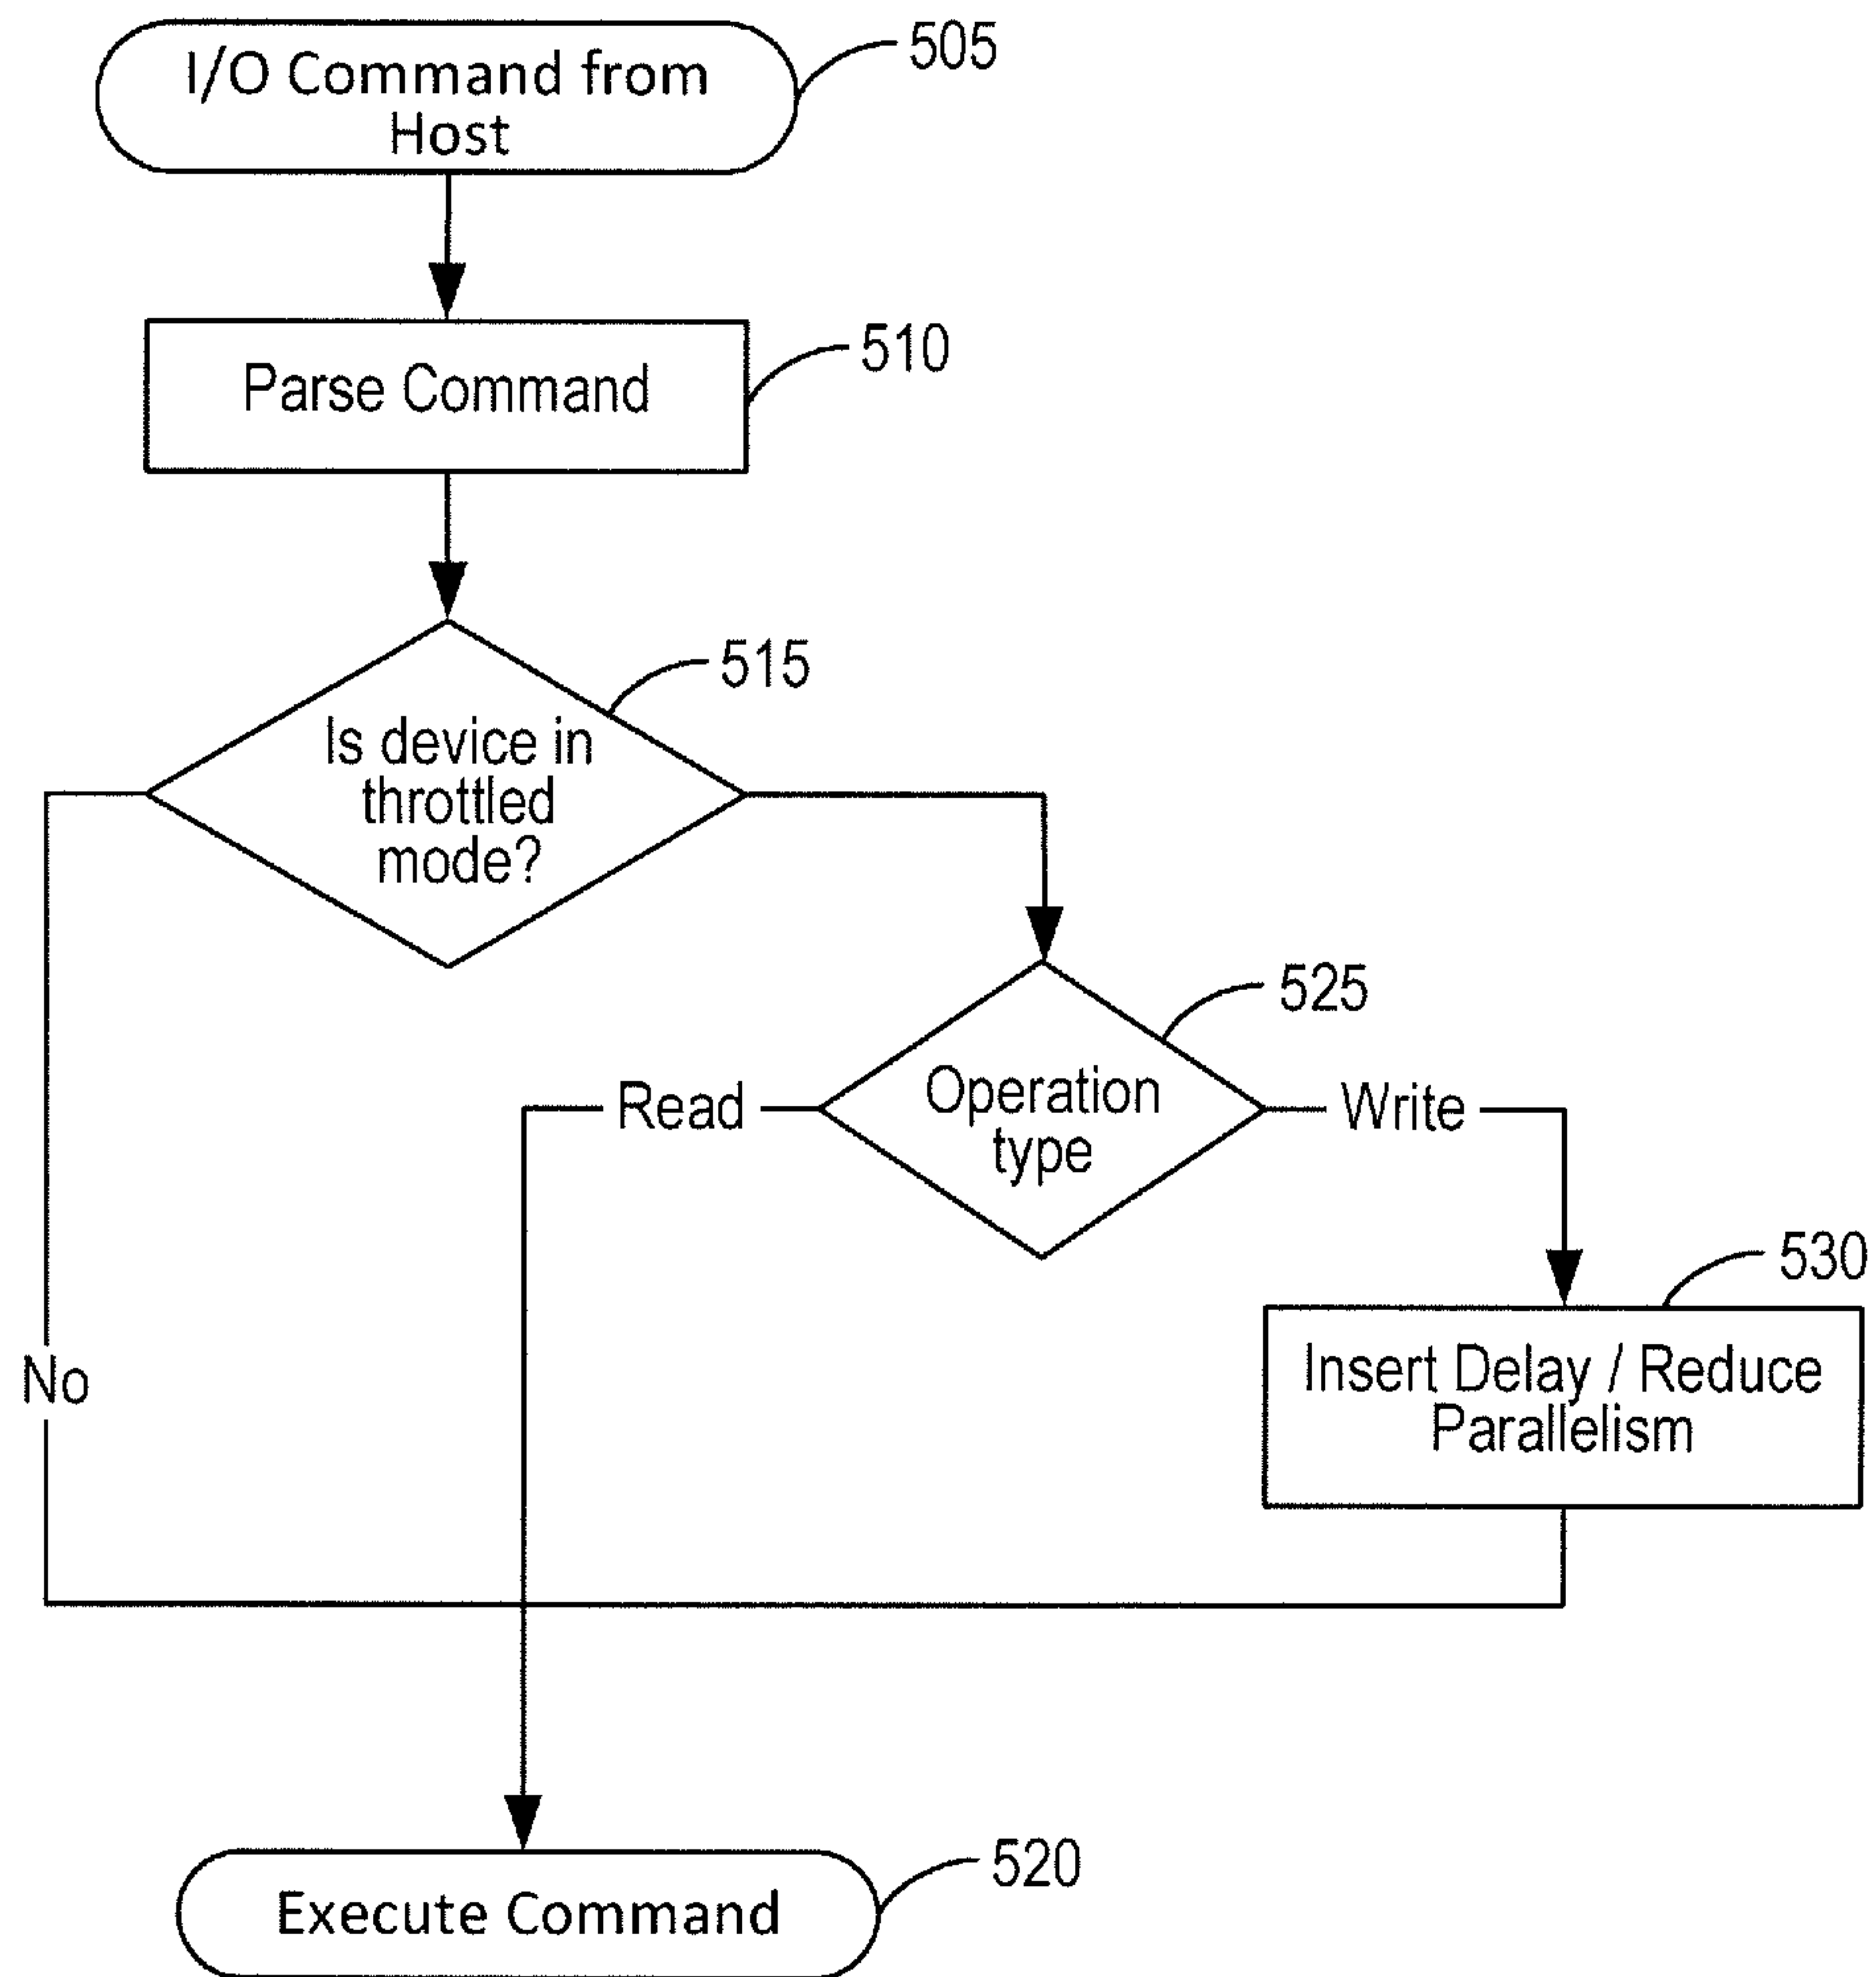 I/O Command from
Host
505
Parse Command
510
Is device in
throttled
mode?
515
Operation
type
525
Read
Write
530
Insert Delay / Reduce
Parallelism
No
Execute Command
520